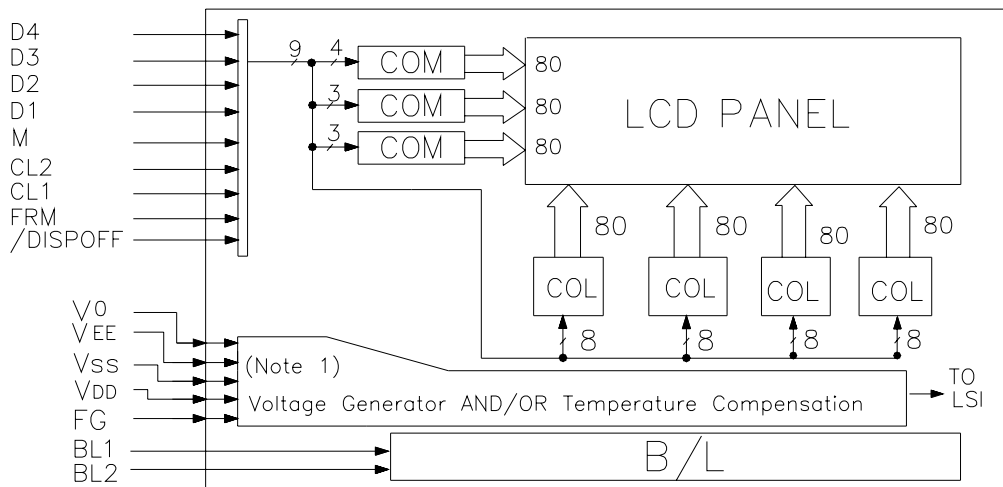 D4
D3
D2
D1
M
CL2
CL1
FRM
/DISPOFF
9
4
COM
80
3
COM
80
3
COM
80
LCD PANEL
80
80
80
80
COL
COL
COL
COL
8
8
8
8
V0
VEE
VSS
VDD
FG
(Note 1)
Voltage Generator AND/OR Temperature Compensation
TO
LSI
BL1
BL2
B/L